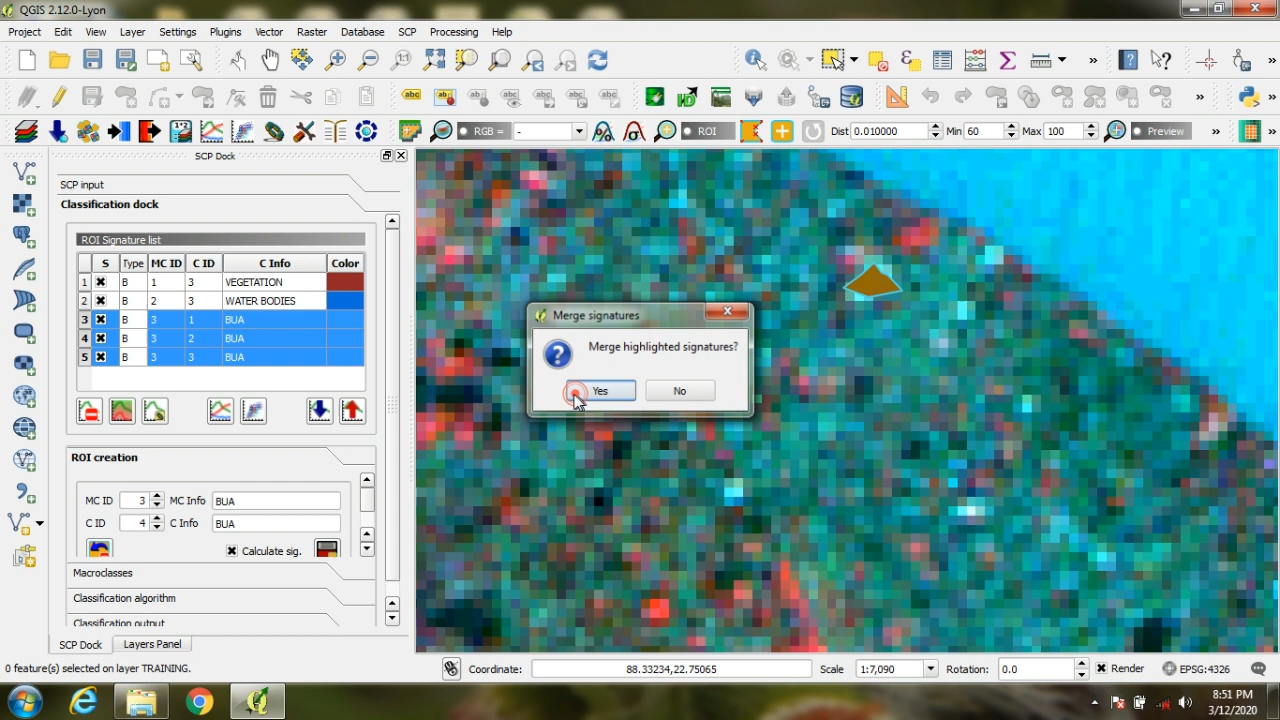 QGIS 2.12.0-Lyon
Project Edit View Layer Settings Plugins Vector Raster Database SCP Processing Help
RGB = - ROI Dist 0.010000 Min 60 Max 100 Preview
SCP Dock
SCP input
Classification dock
ROI Signature list
S Type MC ID C ID C Info Color
1 B 1 3 VEGETATION
2 B 2 3 WATER BODIES
3 B 3 1 BUA
4 B 3 2 BUA
5 B 3 3 BUA
Merge signatures
Merge highlighted signatures?
Yes No
ROI creation
MC ID 3 MC Info BUA
C ID 4 C Info BUA
Calculate sig.
Macroclasses
Classification algorithm
Classification output
SCP Dock Layers Panel
0 feature(s) selected on layer TRAINING.
Coordinate: 88.33234,22.75065 Scale 1:7,090 Rotation: 0.0 Render EPSG:4326
8:51 PM
3/12/2020